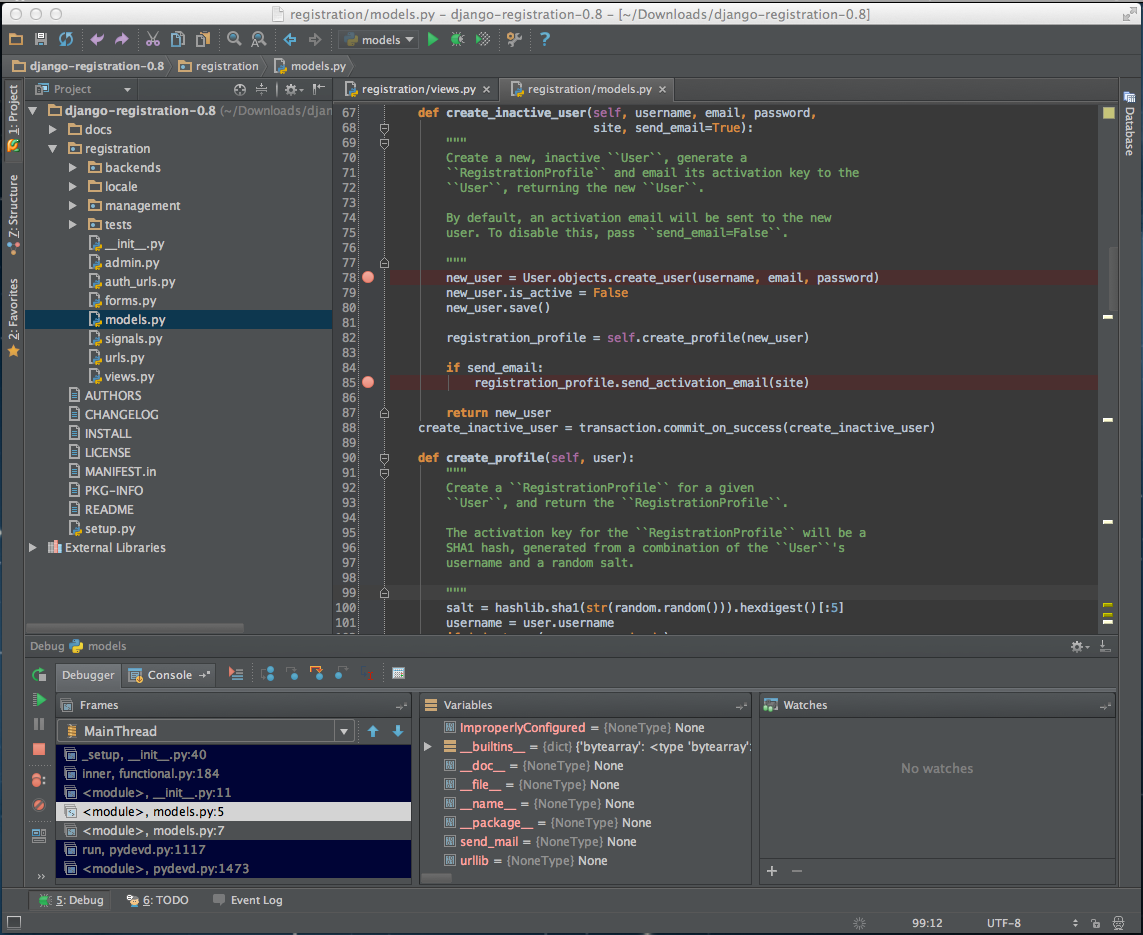 registration/models.py – django-registration-0.8 – [~/Downloads/django-registration-0.8]
models
django-registration-0.8 registration models.py
1: Project
7: Structure
2: Favorites
Project
django-registration-0.8 (~/Downloads/djan
docs
registration
backends
locale
management
tests
__init__.py
admin.py
auth_urls.py
forms.py
models.py
signals.py
urls.py
views.py
AUTHORS
CHANGELOG
INSTALL
LICENSE
MANIFEST.in
PKG-INFO
README
setup.py
External Libraries
registration/views.py registration/models.py
67 def create_inactive_user(self, username, email, password,
68 site, send_email=True):
69 """
70 Create a new, inactive ``User``, generate a
71 ``RegistrationProfile`` and email its activation key to the
72 ``User``, returning the new ``User``.
73
74 By default, an activation email will be sent to the new
75 user. To disable this, pass ``send_email=False``.
76
77 """
78 new_user = User.objects.create_user(username, email, password)
79 new_user.is_active = False
80 new_user.save()
81
82 registration_profile = self.create_profile(new_user)
83
84 if send_email:
85 registration_profile.send_activation_email(site)
86
87 return new_user
88 create_inactive_user = transaction.commit_on_success(create_inactive_user)
89
90 def create_profile(self, user):
91 """
92 Create a ``RegistrationProfile`` for a given
93 ``User``, and return the ``RegistrationProfile``.
94
95 The activation key for the ``RegistrationProfile`` will be a
96 SHA1 hash, generated from a combination of the ``User``'s
97 username and a random salt.
98
99 """
100 salt = hashlib.sha1(str(random.random())).hexdigest()[:5]
101 username = user.username
Database
Debug models
Debugger Console
Frames
MainThread
_setup, __init__.py:40
inner, functional.py:184
<module>, __init__.py:11
<module>, models.py:5
<module>, models.py:7
run, pydevd.py:1117
<module>, pydevd.py:1473
Variables
ImproperlyConfigured = {NoneType} None
__builtins__ = {dict} {'bytearray': <type 'bytearray':
__doc__ = {NoneType} None
__file__ = {NoneType} None
__name__ = {NoneType} None
__package__ = {NoneType} None
send_mail = {NoneType} None
urllib = {NoneType} None
Watches
No watches
5: Debug 6: TODO Event Log
99:12 UTF-8